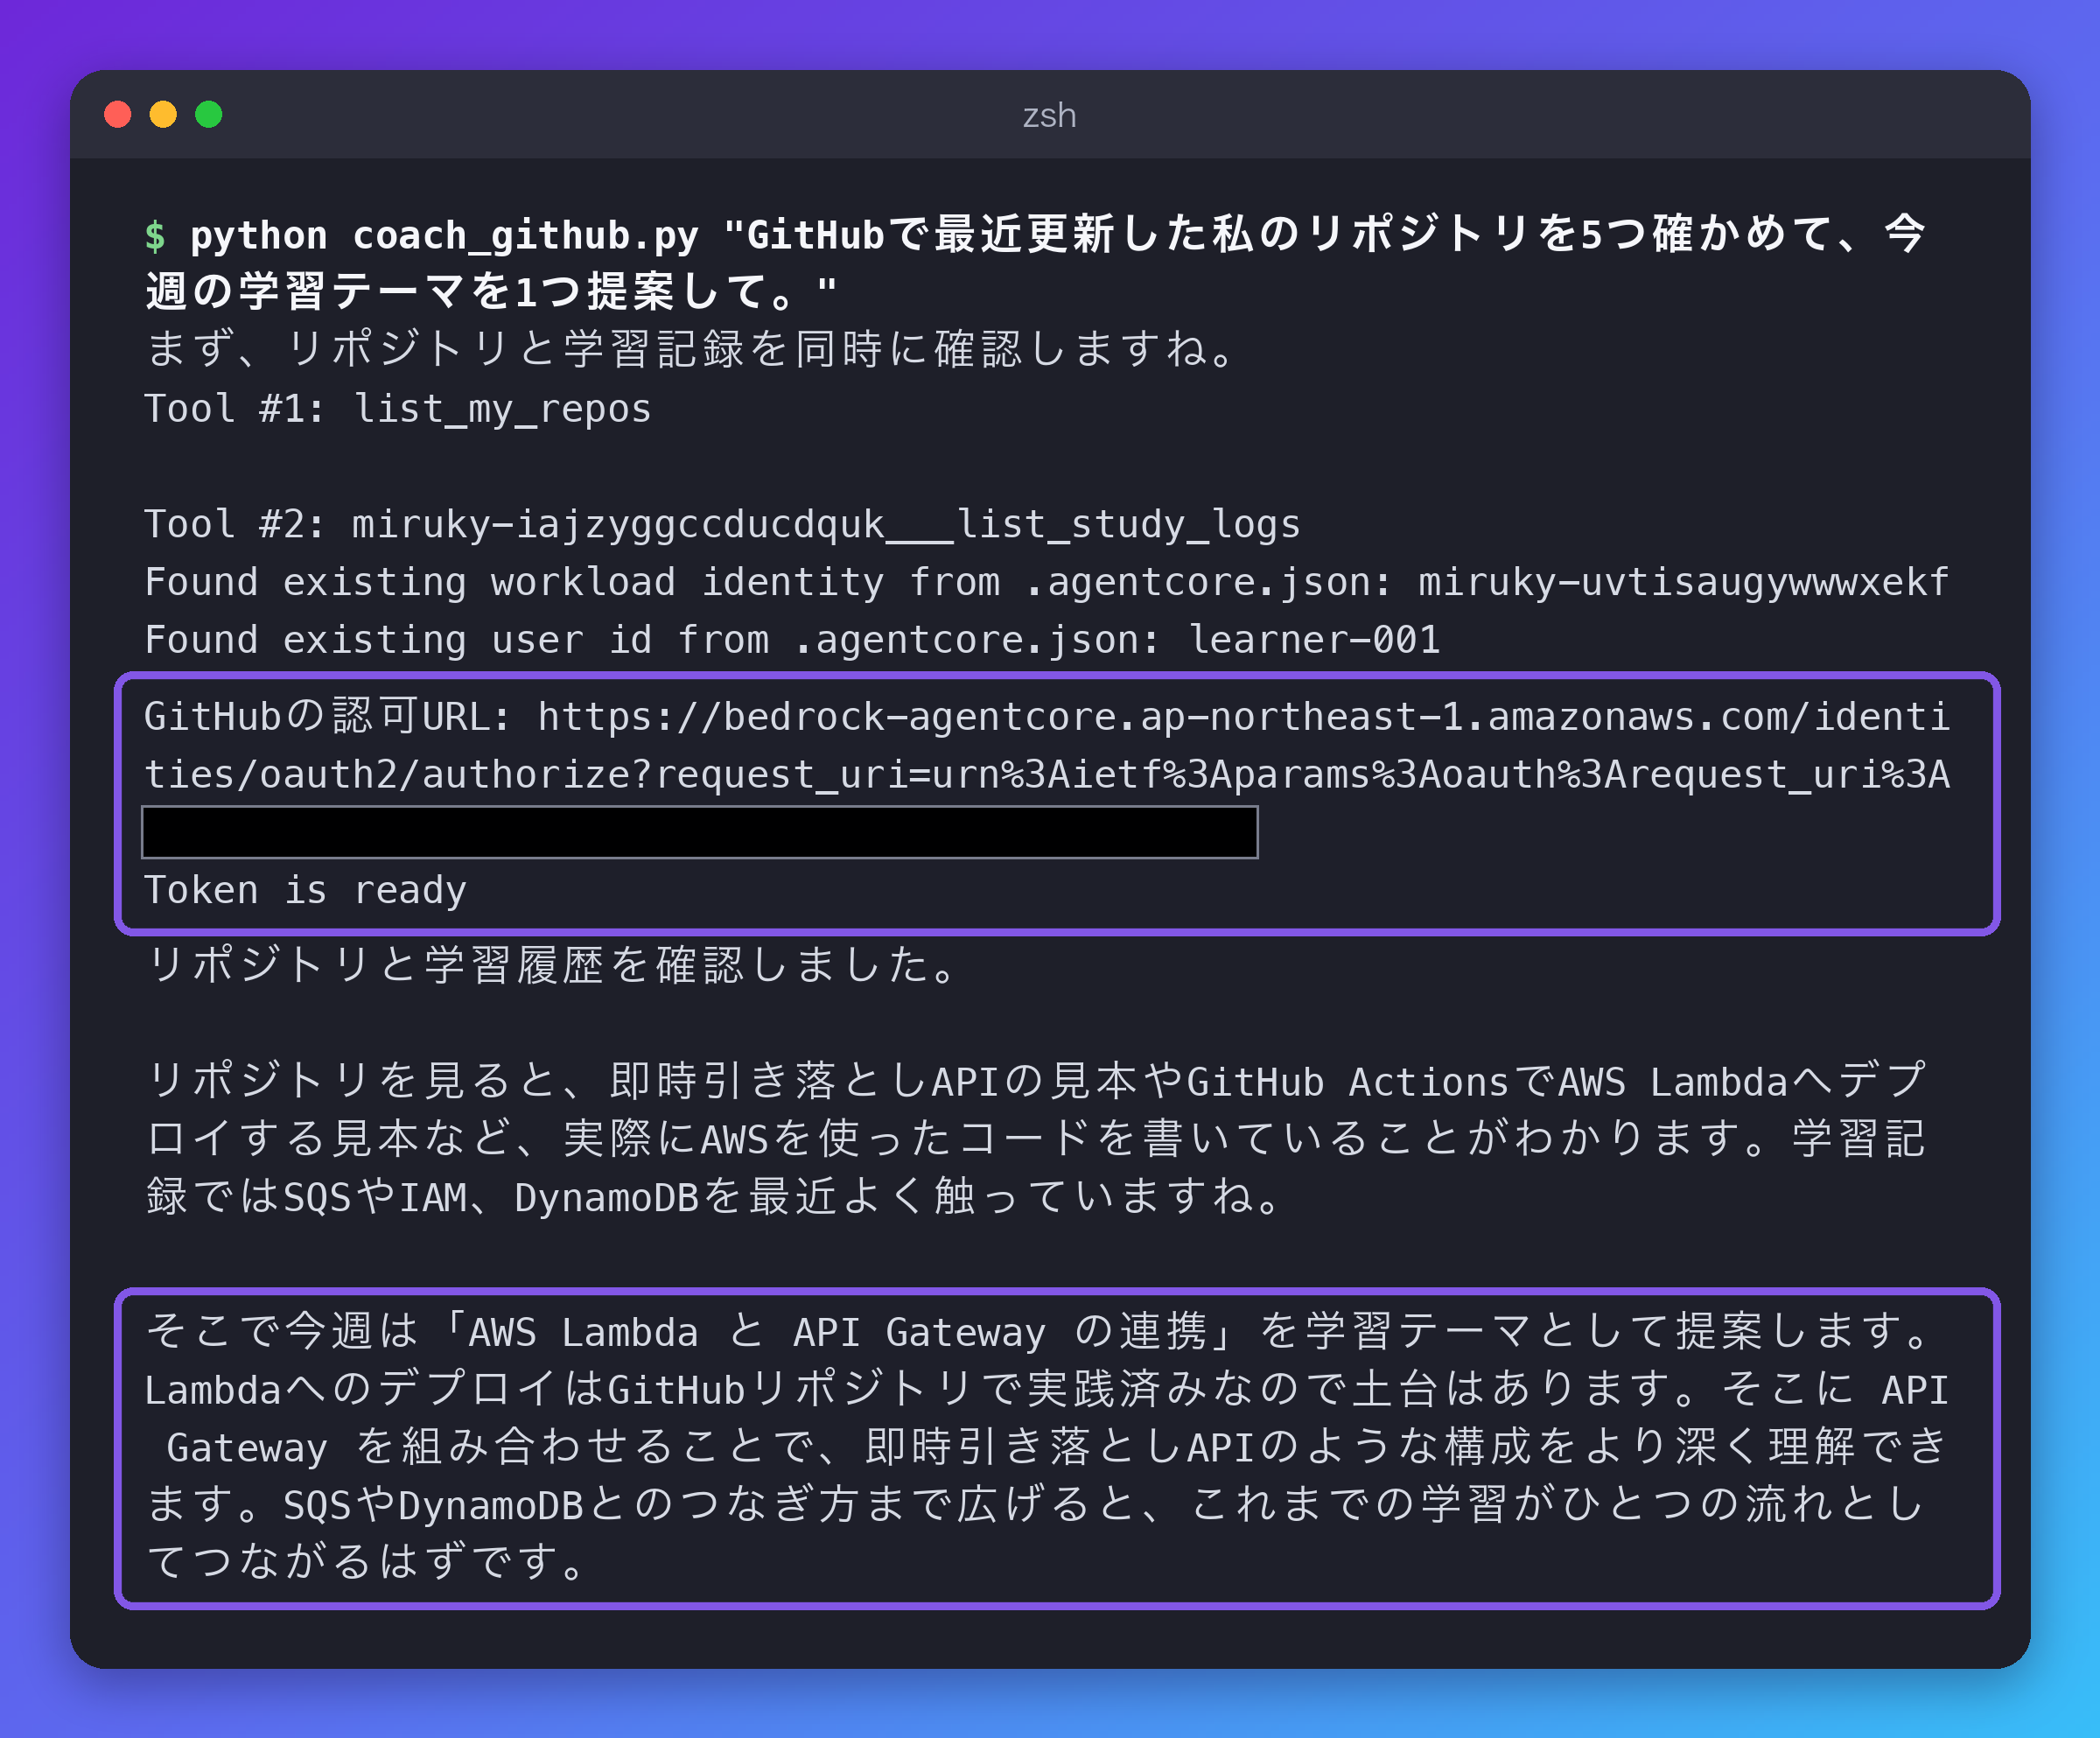 zsh
$ python coach_github.py "GitHubで最近更新した私のリポジトリを5つ確かめて、今
週の学習テーマを1つ提案して。"
まず、リポジトリと学習記録を同時に確認しますね。
Tool #1: list_my_repos
Tool #2: miruky-iajzyggccducdquk___list_study_logs
Found existing workload identity from .agentcore.json: miruky-uvtisaugywwwxekf
Found existing user id from .agentcore.json: learner-001
GitHubの認可URL: https://bedrock-agentcore.ap-northeast-1.amazonaws.com/identi
ties/oauth2/authorize?request_uri=urn%3Aietf%3Aparams%3Aoauth%3Arequest_uri%3A
Token is ready
リポジトリと学習履歴を確認しました。
リポジトリを見ると、即時引き落としAPIの見本やGitHub ActionsでAWS Lambdaへデプ
ロイする見本など、実際にAWSを使ったコードを書いていることがわかります。学習記
録ではSQSやIAM、DynamoDBを最近よく触っていますね。
そこで今週は「AWS Lambda と API Gateway の連携」を学習テーマとして提案します。
LambdaへのデプロイはGitHubリポジトリで実践済みなので土台はあります。そこに API
Gateway を組み合わせることで、即時引き落としAPIのような構成をより深く理解でき
ます。SQSやDynamoDBとのつなぎ方まで広げると、これまでの学習がひとつの流れとし
てつながるはずです。